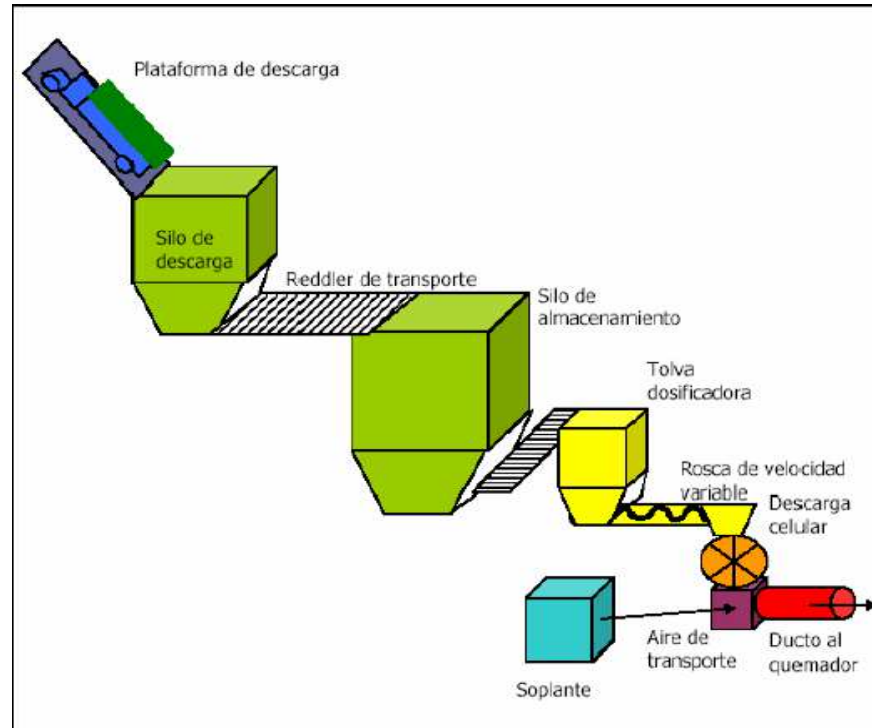 Plataforma de descarga
Silo de
descarga
Reddler de transporte
Silo de
almacenamiento
Tolva
dosificadora
Rosca de velocidad
variable
Descarga
celular
Aire de
transporte
Ducto al
quemador
Soplante